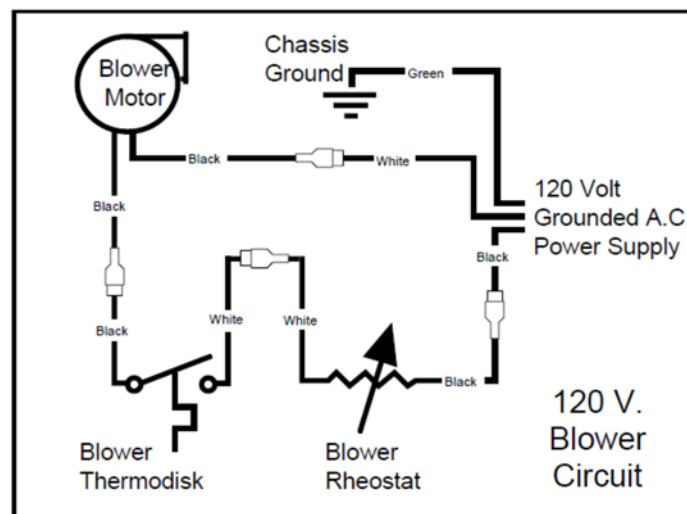 Blower
Motor
Chassis
Ground
Green
Black
White
Black
120 Volt
Grounded A.C.
Power Supply
Black
Black
White
White
Black
Blower
Thermodisk
Blower
Rheostat
120 V.
Blower
Circuit